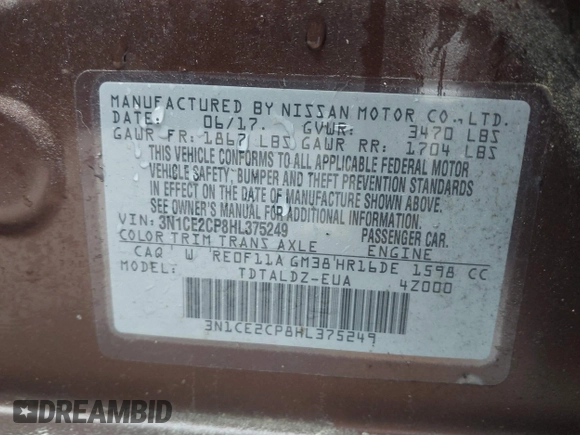 MANUFACTURED BY NISSAN MOTOR CO., LTD.
DATE: 06/17. GVWR: 3470 LBS
GAWR FR: 1867 LBS GAWR RR: 1704 LBS
THIS VEHICLE CONFORMS TO ALL APPLICABLE FEDERAL MOTOR
VEHICLE SAFETY, BUMPER AND THEFT PREVENTION STANDARDS
IN EFFECT ON THE DATE OF MANUFACTURE SHOWN ABOVE.
SEE OWNER'S MANUAL FOR ADDITIONAL INFORMATION.
VIN: 3N1CE2CP8HL375249 PASSENGER CAR.
COLOR TRIM TRANS AXLE ENGINE
CAQ W RE0F11A GM38 HR16DE 1598 CC
MODEL: TDTALDZ-EUA 4Z000
3N1CE2CP8HL375249
DREAMBID